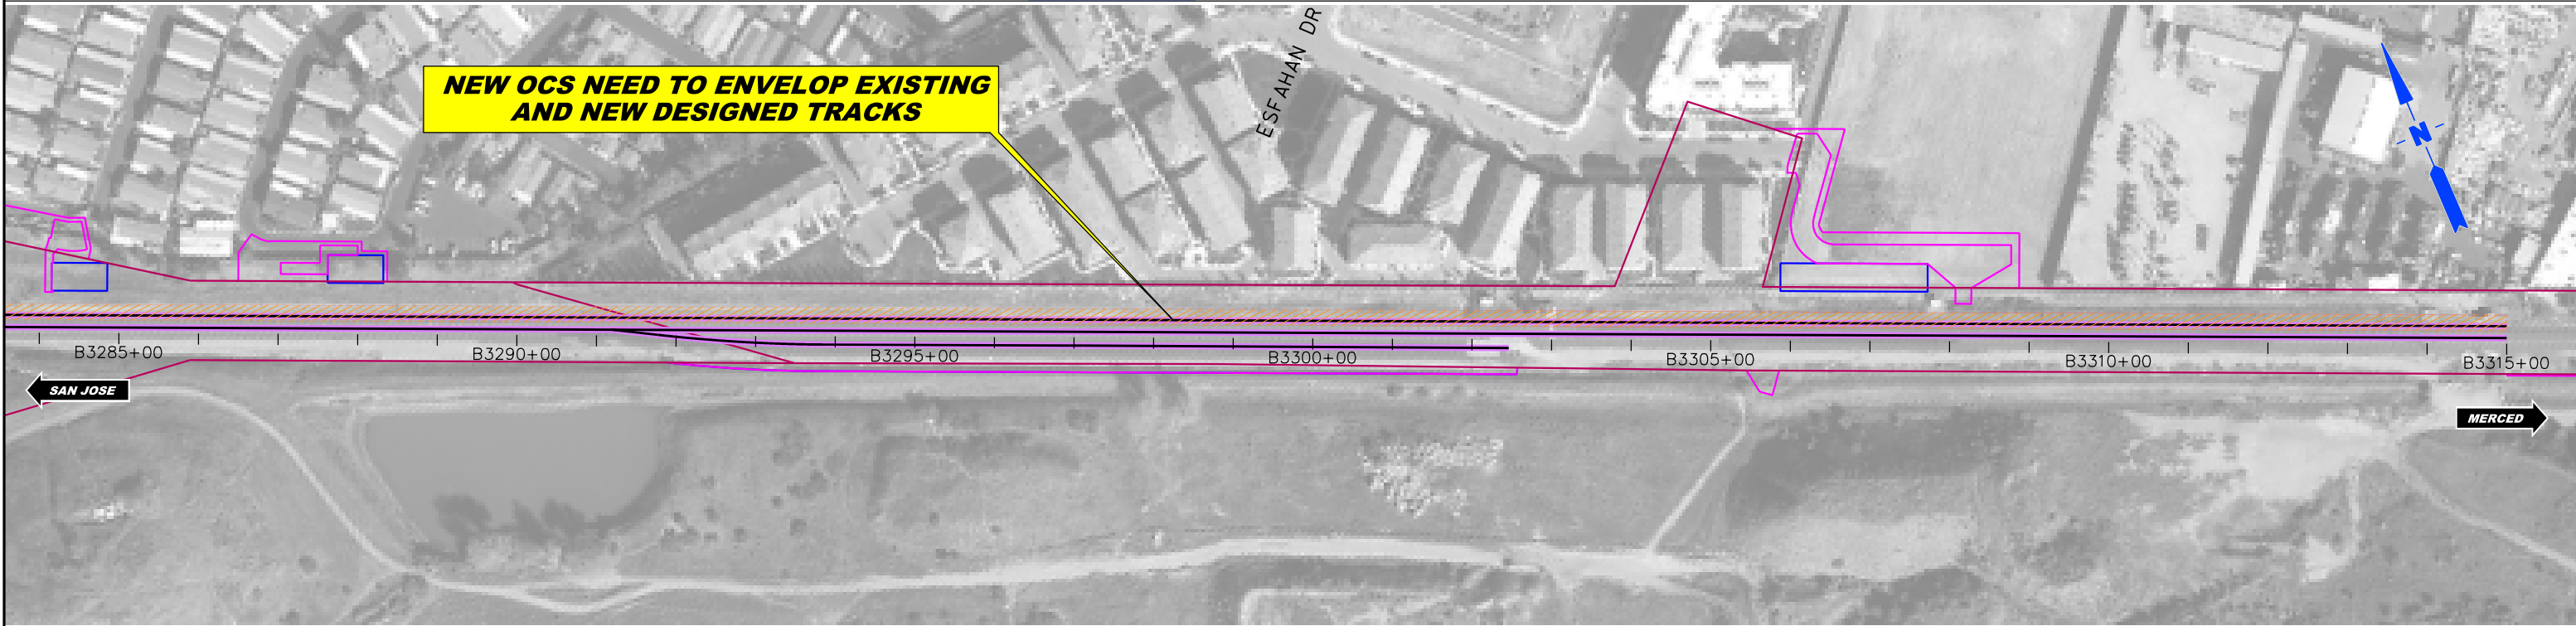 ESFAHAN DR
NEW OCS NEED TO ENVELOP EXISTING
AND NEW DESIGNED TRACKS
N
B3285+00
B3290+00
B3295+00
B3300+00
B3305+00
B3310+00
B3315+00
SAN JOSE
MERCED